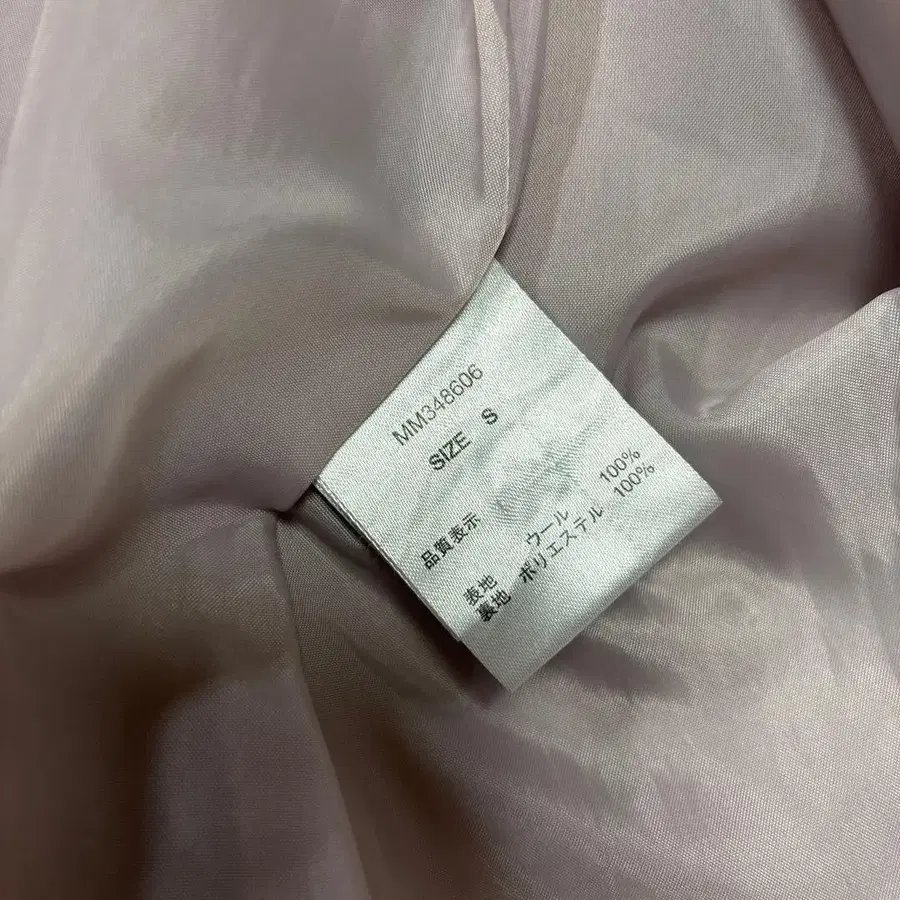 MM348606
SIZE S
品質表示
表地 ウール 100%
裏地 ポリエステル 100%